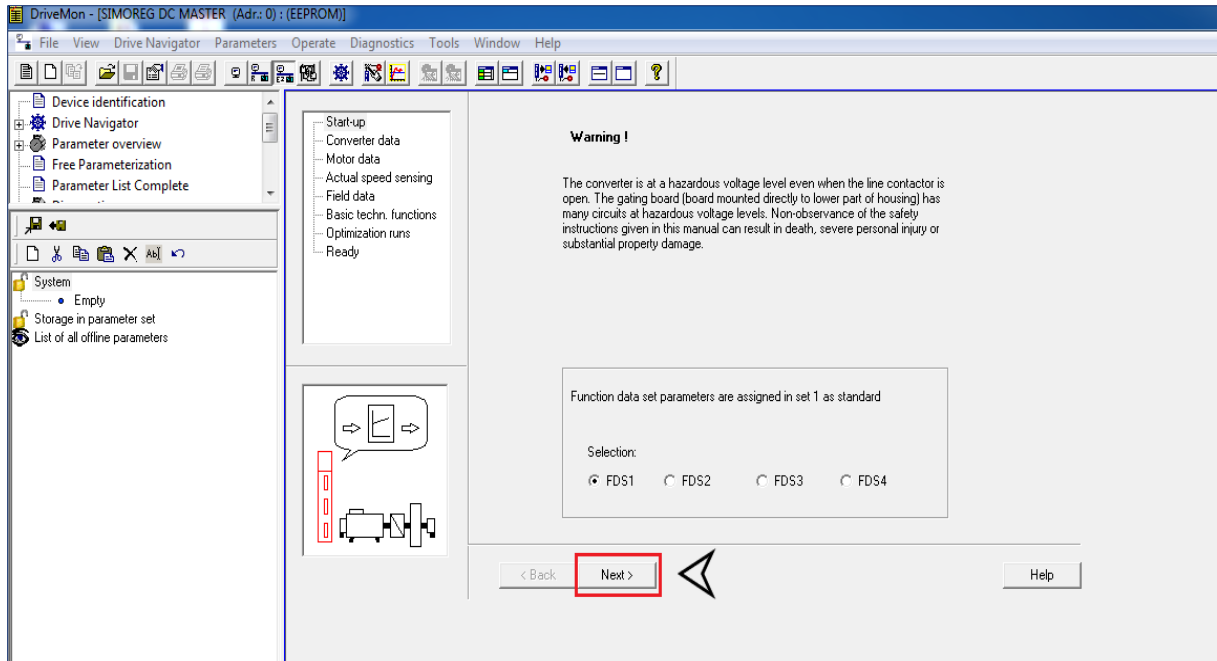 DriveMon - [SIMOREG DC MASTER (Adr.: 0) : (EEPROM)]
File View Drive Navigator Parameters Operate Diagnostics Tools Window Help
Device identification
Drive Navigator
Parameter overview
Free Parameterization
Parameter List Complete
System
Empty
Storage in parameter set
List of all offline parameters
Start-up
Converter data
Motor data
Actual speed sensing
Field data
Basic techn. functions
Optimization runs
Ready
Warning !
The converter is at a hazardous voltage level even when the line contactor is
open. The gating board (board mounted directly to lower part of housing) has
many circuits at hazardous voltage levels. Non-observance of the safety
instructions given in this manual can result in death, severe personal injury or
substantial property damage.
Function data set parameters are assigned in set 1 as standard
Selection:
FDS1 FDS2 FDS3 FDS4
< Back Next > Help